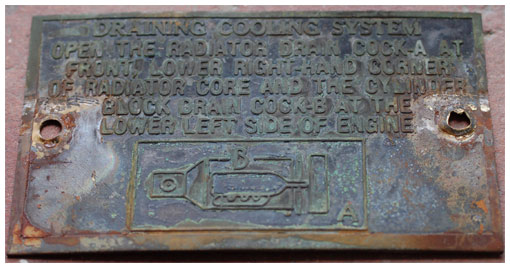 DRAINING COOLING SYSTEM
OPEN THE RADIATOR DRAIN COCK-A AT
FRONT, LOWER RIGHT-HAND CORNER
OF RADIATOR CORE AND THE CYLINDER
BLOCK DRAIN COCK-B AT THE
LOWER LEFT SIDE OF ENGINE
B
A